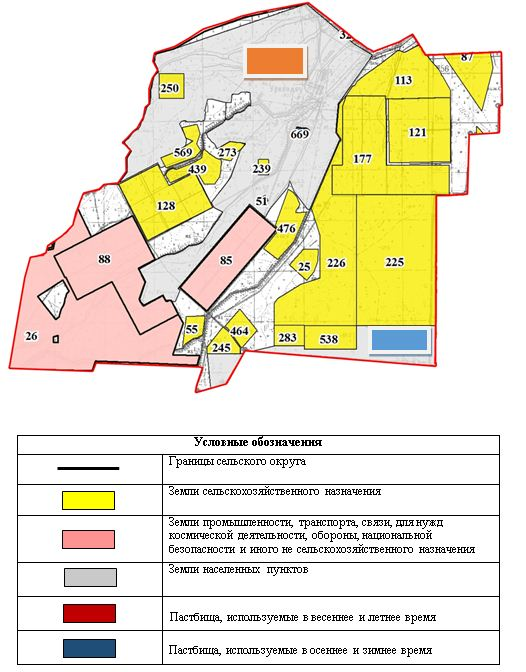 32
87
113
250
121
669
569
273
177
439
239
128
51
476
88
85
25
226
225
26
55
464
245
283
538
Условные обозначения
Границы сельского округа
Земли сельскохозяйственного назначения
Земли промышленности, транспорта, связи, для нужд
космической деятельности, обороны, национальной
безопасности и иного не сельскохозяйственного назначения
Земли населенных пунктов
Пастбища, используемые в весеннее и летнее время
Пастбища, используемые в осеннее и зимнее время